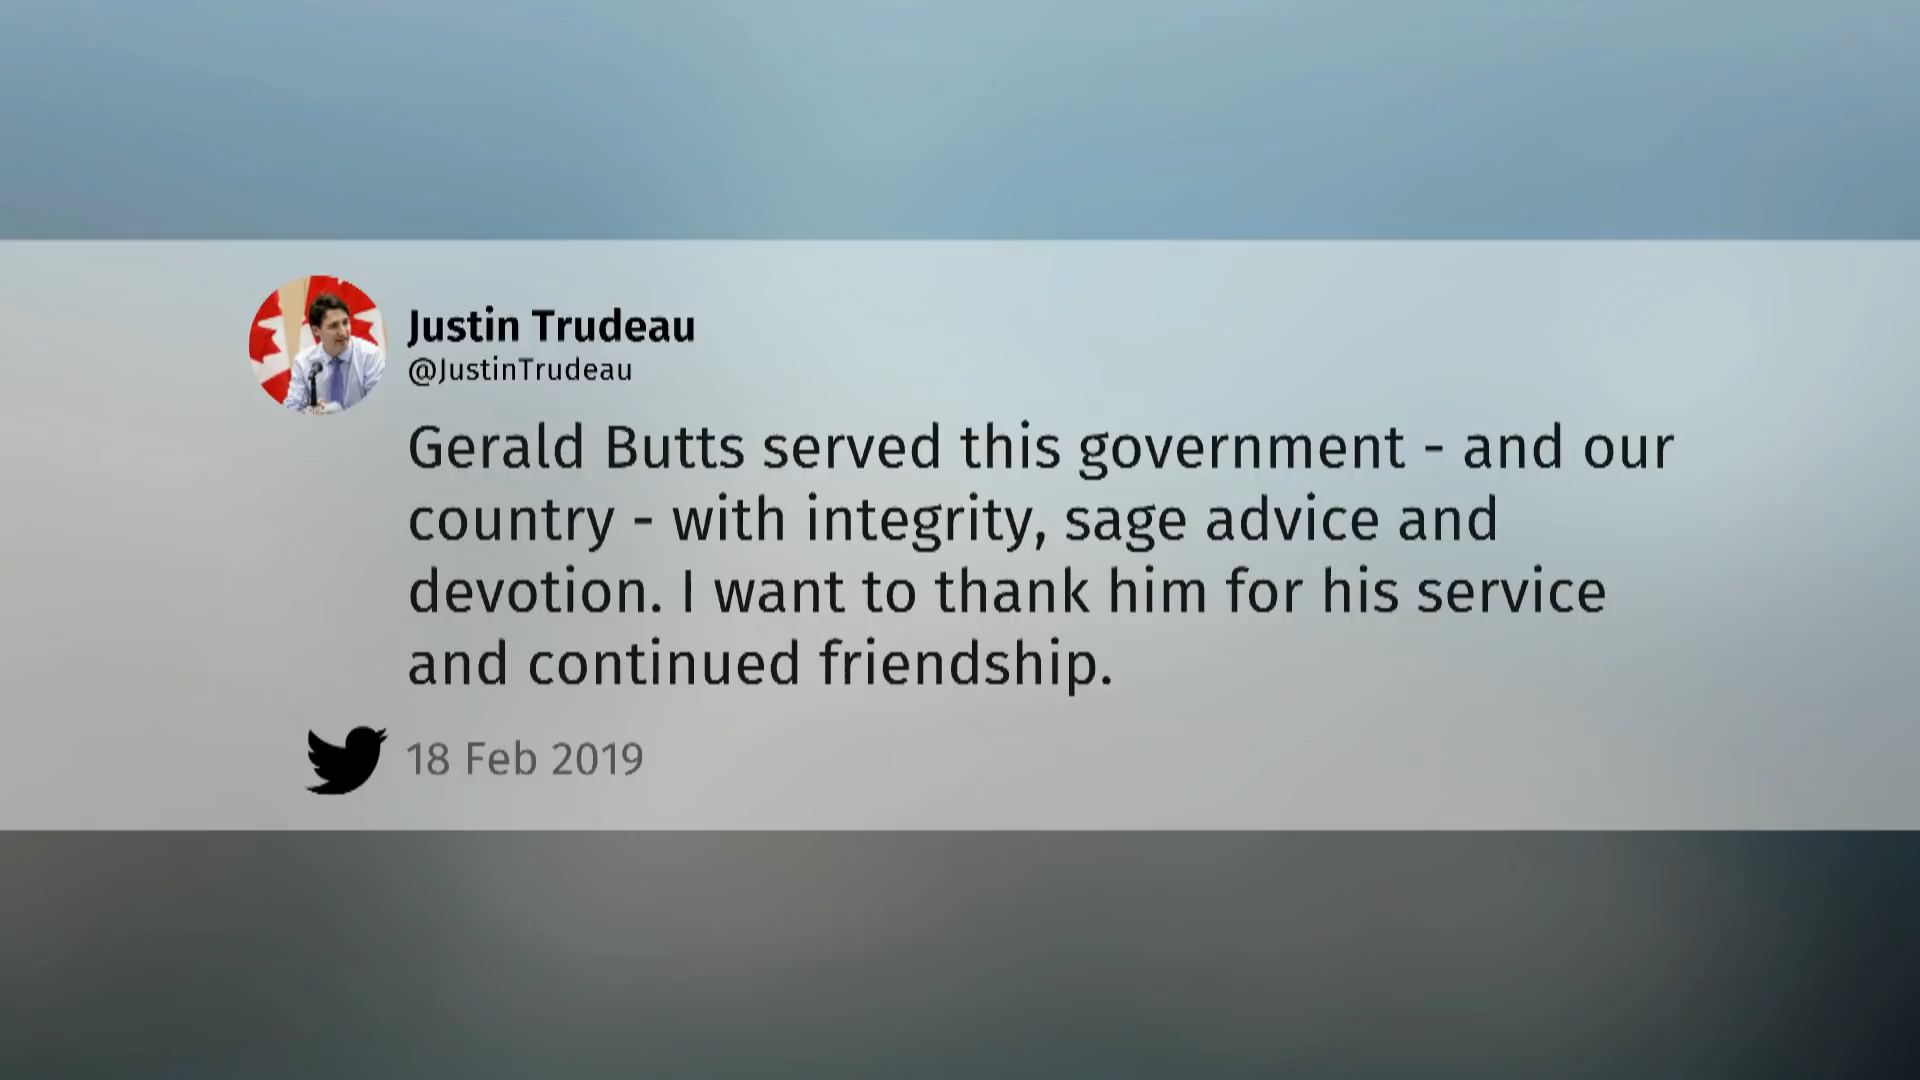 Justin Trudeau
@JustinTrudeau
Gerald Butts served this government - and our
country - with integrity, sage advice and
devotion. I want to thank him for his service
and continued friendship.
18 Feb 2019